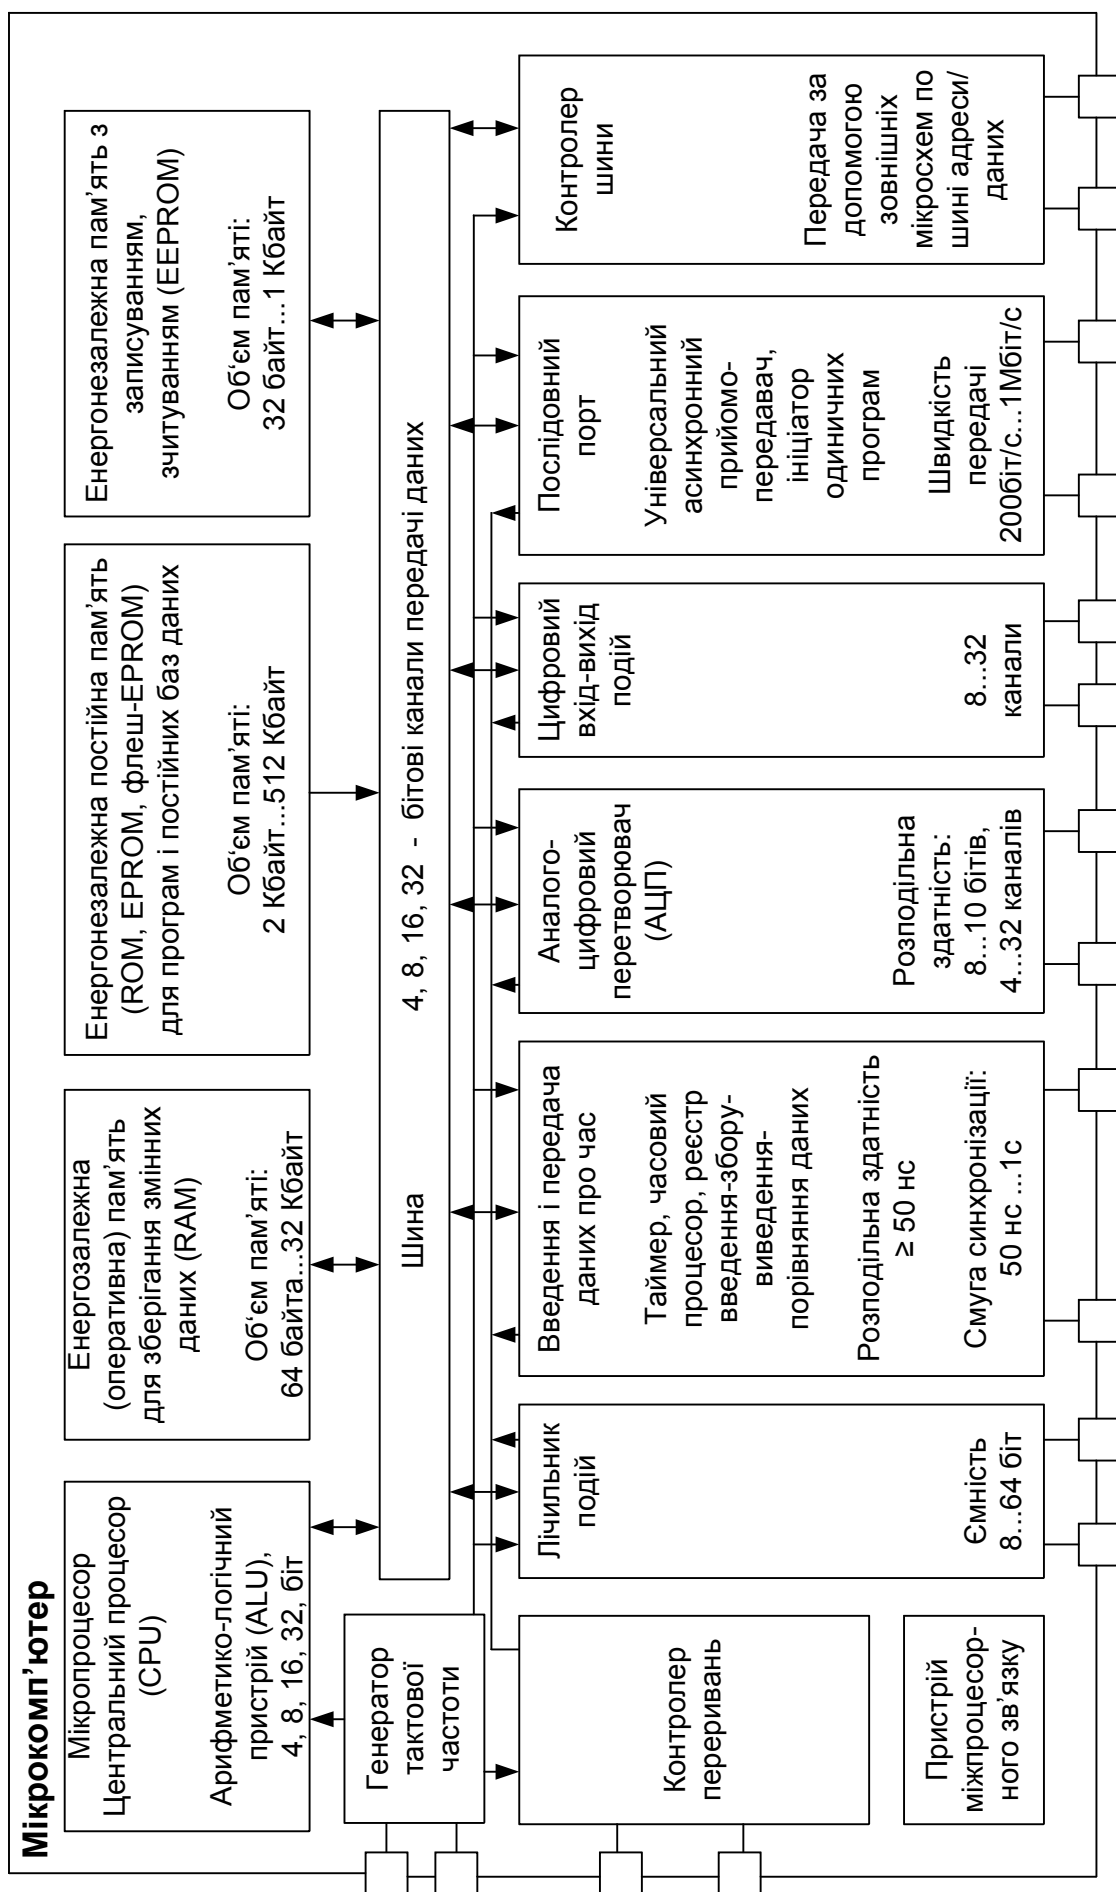 Мікрокомп'ютер
Мікропроцесор
Центральний процесор
(CPU)
Арифметико-логічний
пристрій (ALU),
4, 8, 16, 32, біт
Енергозалежна
(оперативна) пам'ять
для зберігання змінних
даних (RAM)
Об'єм пам'яті:
64 байта...32 Кбайт
Енергонезалежна постійна пам'ять
(ROM, EPROM, флеш-EPROM)
для програм і постійних баз даних
Об'єм пам'яті:
2 Кбайт...512 Кбайт
Енергонезалежна пам'ять з
записуванням,
зчитуванням (EEPROM)
Об'єм пам'яті:
32 байт...1 Кбайт
Генератор
тактової
частоти
Шина 4, 8, 16, 32 - бітові канали передачі даних
Контролер
переривань
Пристрій
міжпроцесор-
ного зв'язку
Лічильник
подій
Ємність
8...64 біт
Введення і передача
даних про час
Таймер, часовий
процесор, реєстр
введення-збору-
виведення-
порівняння даних
Розподільна здатність
≥ 50 нс
Смуга синхронізації:
50 нс ...1с
Аналого-
цифровий
перетворювач
(АЦП)
Розподільна
здатність:
8...10 бітів,
4...32 каналів
Цифровий
вхід-вихід
подій
8...32
канали
Послідовний
порт
Універсальний
асинхронний
прийомо-
передавач,
ініціатор
одиничних
програм
Швидкість
передачі
200біт/с...1Мбіт/с
Контролер
шини
Передача за
допомогою
зовнішніх
мікросхем по
шині адреси/
даних